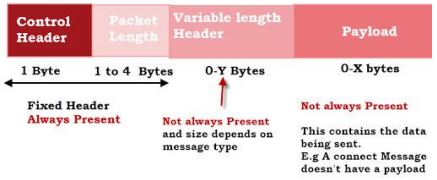 Control
Header
Packet
Length
Variable length
Header
Payload
1 Byte
1 to 4 Bytes
0-Y Bytes
0-X bytes
Fixed Header
Always Present
Not always Present
and size depends on
message type
Not always Present
This contains the data
being sent.
E.g A connect Message
doesn't have a payload